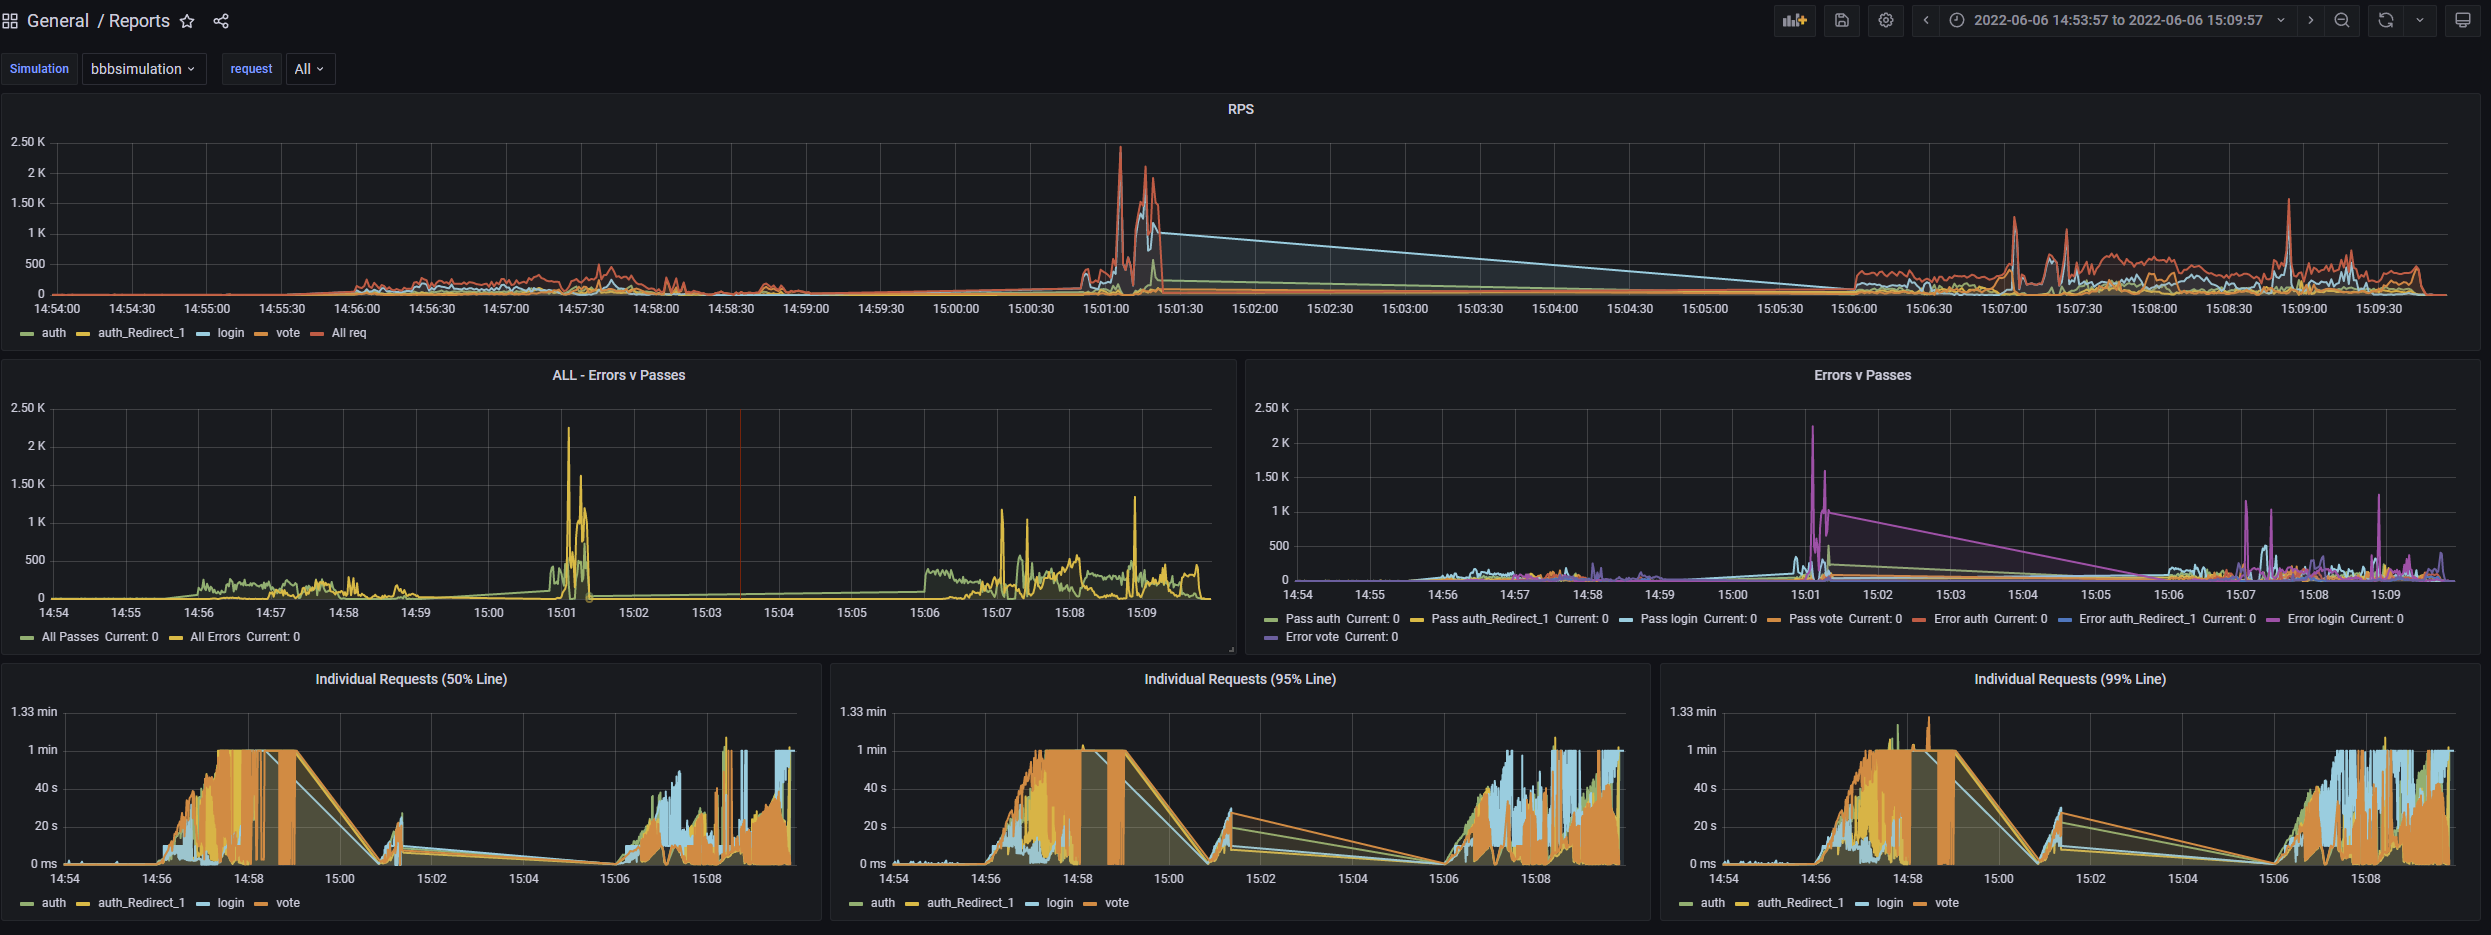 General / Reports
2022-06-06 14:53:57 to 2022-06-06 15:09:57
Simulation bbbsimulation request All
RPS
2.50 K
2 K
1.50 K
1 K
500
0
14:54:00 14:54:30 14:55:00 14:55:30 14:56:00 14:56:30 14:57:00 14:57:30 14:58:00 14:58:30 14:59:00 14:59:30 15:00:00 15:00:30 15:01:00 15:01:30 15:02:00 15:02:30 15:03:00 15:03:30 15:04:00 15:04:30 15:05:00 15:05:30 15:06:00 15:06:30 15:07:00 15:07:30 15:08:00 15:08:30 15:09:00 15:09:30
auth auth_Redirect_1 login vote All req
ALL - Errors v Passes
2.50 K
2 K
1.50 K
1 K
500
0
14:54 14:55 14:56 14:57 14:58 14:59 15:00 15:01 15:02 15:03 15:04 15:05 15:06 15:07 15:08 15:09
All Passes Current: 0 All Errors Current: 0
Errors v Passes
2.50 K
2 K
1.50 K
1 K
500
0
14:54 14:55 14:56 14:57 14:58 14:59 15:00 15:01 15:02 15:03 15:04 15:05 15:06 15:07 15:08 15:09
Pass auth Current: 0 Pass auth_Redirect_1 Current: 0 Pass login Current: 0 Pass vote Current: 0 Error auth Current: 0 Error auth_Redirect_1 Current: 0 Error login Current: 0
Error vote Current: 0
Individual Requests (50% Line)
1.33 min
1 min
40 s
20 s
0 ms
14:54 14:56 14:58 15:00 15:02 15:04 15:06 15:08
auth auth_Redirect_1 login vote
Individual Requests (95% Line)
1.33 min
1 min
40 s
20 s
0 ms
14:54 14:56 14:58 15:00 15:02 15:04 15:06 15:08
auth auth_Redirect_1 login vote
Individual Requests (99% Line)
1.33 min
1 min
40 s
20 s
0 ms
14:54 14:56 14:58 15:00 15:02 15:04 15:06 15:08
auth auth_Redirect_1 login vote